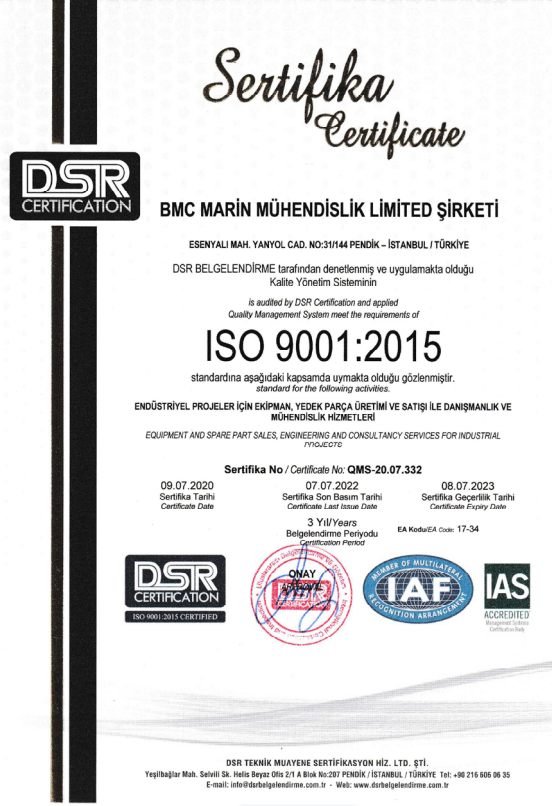 Sertifika
Certificate
DSR
CERTIFICATION
BMC MARİN MÜHENDİSLİK LİMİTED ŞİRKETİ
ESENYALI MAH. YANYOL CAD. NO:31/144 PENDİK – İSTANBUL / TÜRKİYE
DSR BELGELENDİRME tarafından denetlenmiş ve uygulamakta olduğu
Kalite Yönetim Sisteminin
is audited by DSR Certification and applied
Quality Management System meet the requirements of
ISO 9001:2015
standardına aşağıdaki kapsamda uymakta olduğu gözlenmiştir.
standard for the following activities.
ENDÜSTRİYEL PROJELER İÇİN EKİPMAN, YEDEK PARÇA ÜRETİMİ VE SATIŞI İLE DANIŞMANLIK VE
MÜHENDİSLİK HİZMETLERİ
EQUIPMENT AND SPARE PART SALES, ENGINEERING AND CONSULTANCY SERVICES FOR INDUSTRIAL
PROJECTS
Sertifika No / Certificate No: QMS-20.07.332
09.07.2020 07.07.2022 08.07.2023
Sertifika Tarihi Sertifika Son Basım Tarihi Sertifika Geçerlilik Tarihi
Certificate Date Certificate Last Issue Date Certificate Expiry Date
3 Yıl/Years
Belgelendirme Periyodu
Certification Period
EA Kodu/EA Code: 17-34
DSR
CERTIFICATION
ISO 9001:2015 CERTIFIED
ONAY
APPROVAL
DSR
CERTIFICATION
MEMBER OF MULTILATERAL
IAF
RECOGNITION ARRANGEMENT
IAS
ACCREDITED
Management Systems
Certification Body
DSR TEKNİK MUAYENE SERTİFİKASYON HİZ. LTD. ŞTİ.
Yeşilbağlar Mah. Selvili Sk. Helis Beyaz Ofis 2/1 A Blok No:207 PENDİK / İSTANBUL / TÜRKİYE Tel: +90 216 606 06 35
E-mail: info@dsrbelgelendirme.com.tr - Web: www.dsrbelgelendirme.com.tr